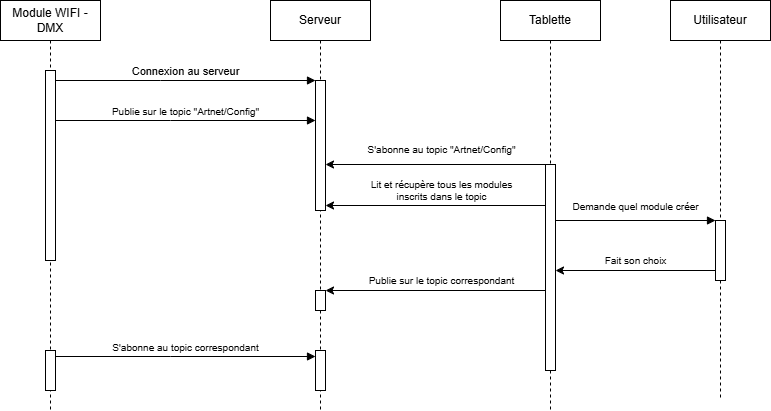 Module WIFI -
DMX
Serveur
Tablette
Utilisateur
Connexion au serveur
Publie sur le topic "Artnet/Config"
S'abonne au topic "Artnet/Config"
Lit et récupère tous les modules
inscrits dans le topic
Demande quel module créer
Fait son choix
Publie sur le topic correspondant
S'abonne au topic correspondant